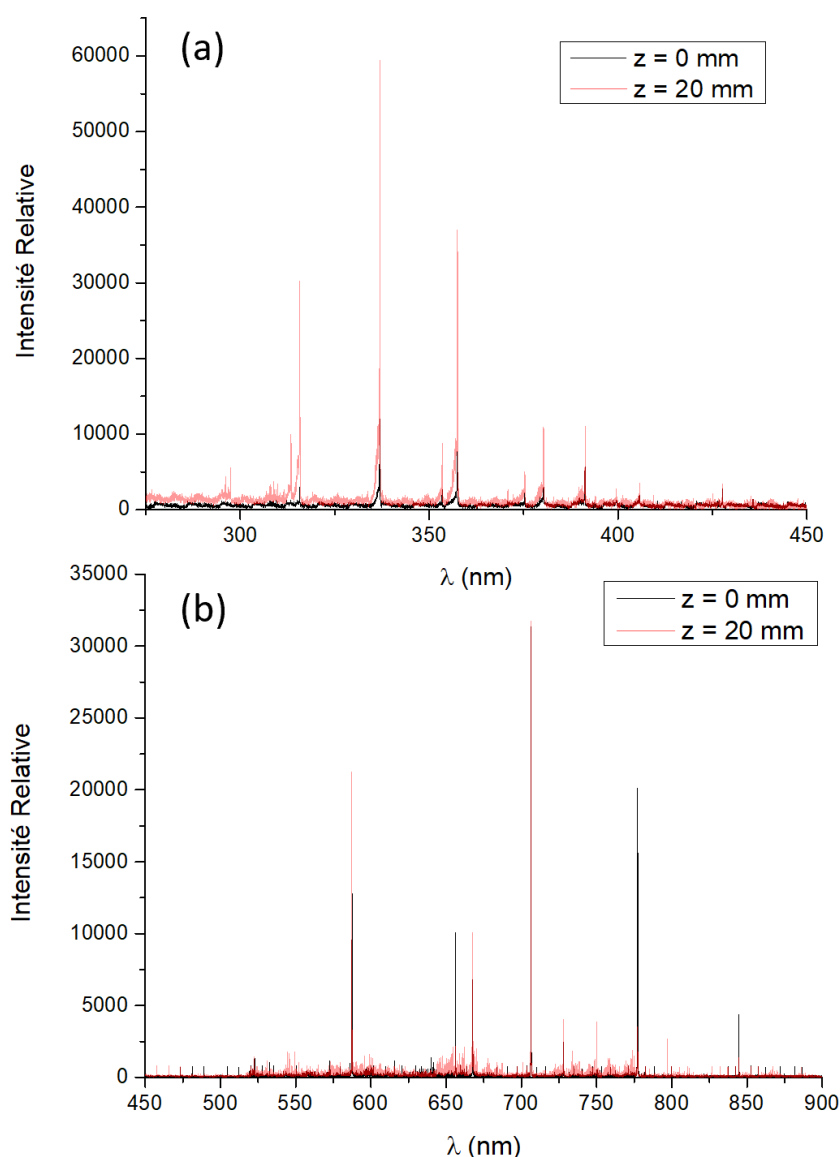 (a)
z = 0 mm
z = 20 mm
60000
50000
40000
30000
20000
10000
0
Intensité Relative
300
350
400
450
λ (nm)
(b)
z = 0 mm
z = 20 mm
35000
30000
25000
20000
15000
10000
5000
0
Intensité Relative
450
500
550
600
650
700
750
800
850
900
λ (nm)